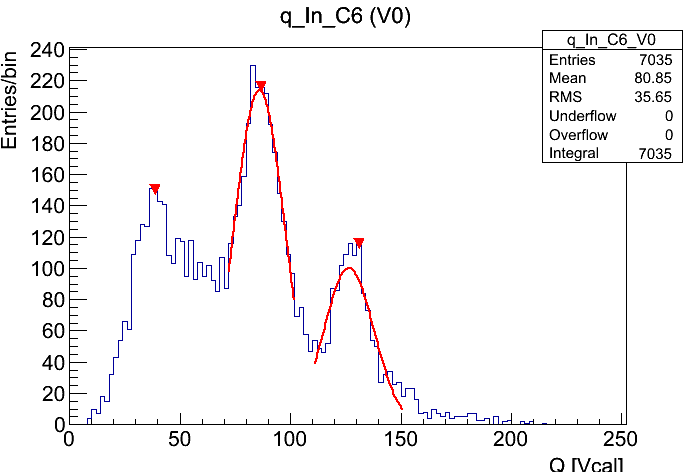 q_In_C6 (V0)
q_In_C6_V0
Entries 7035
Mean 80.85
RMS 35.65
Underflow 0
Overflow 0
Integral 7035
Entries/bin
240
220
200
180
160
140
120
100
80
60
40
20
0
0 50 100 150 200 250
Q [Vcal]